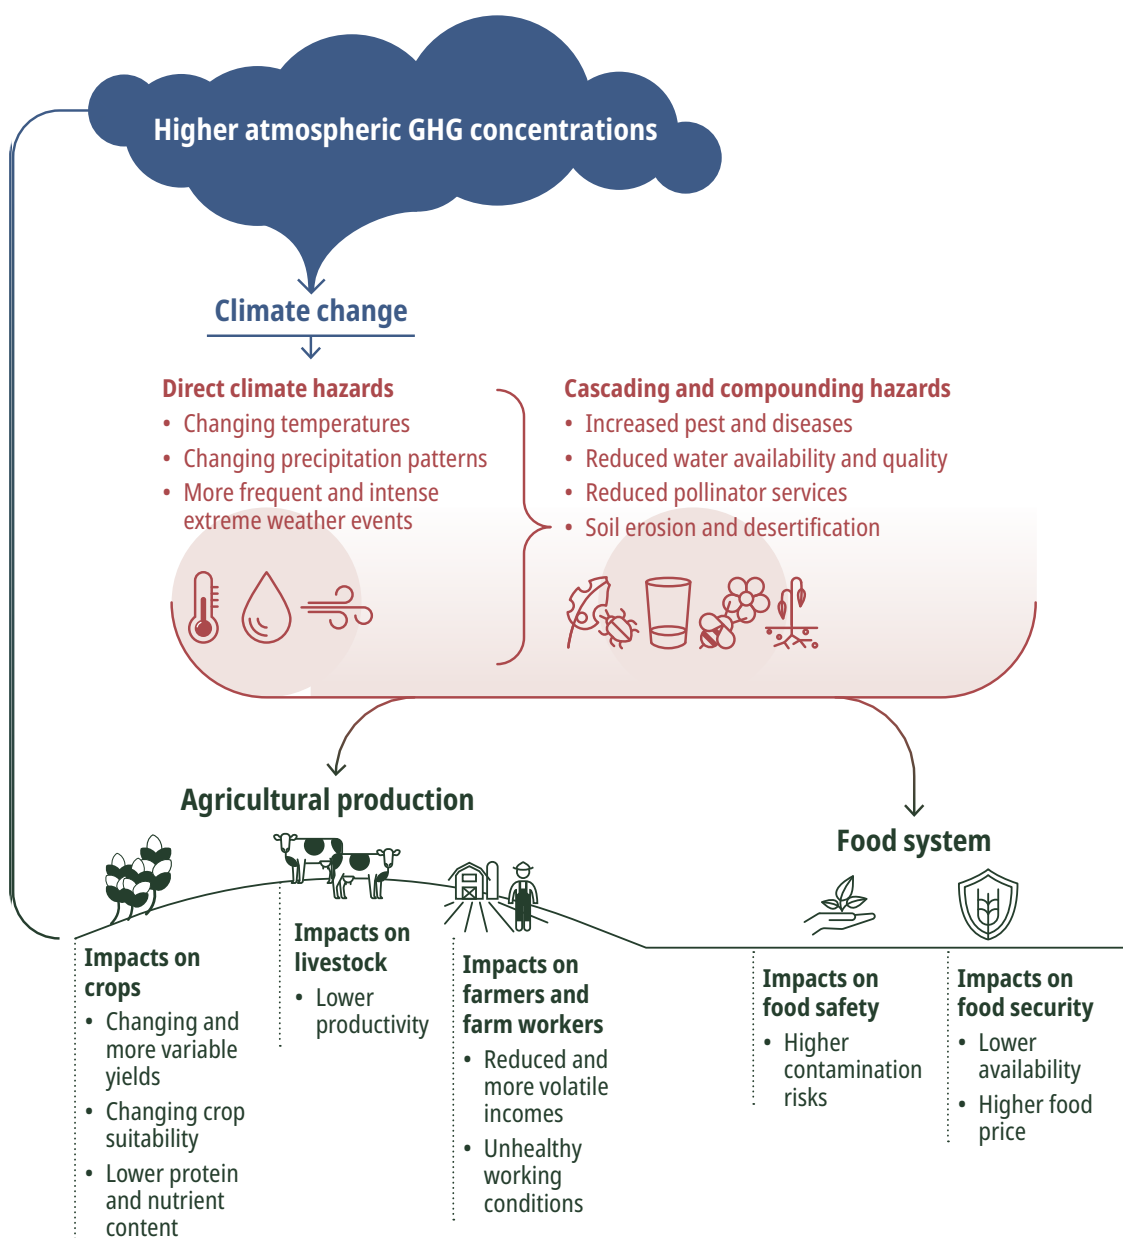 Higher atmospheric GHG concentrations
Climate change
Direct climate hazards
• Changing temperatures
• Changing precipitation patterns
• More frequent and intense
extreme weather events
Cascading and compounding hazards
• Increased pest and diseases
• Reduced water availability and quality
• Reduced pollinator services
• Soil erosion and desertification
Agricultural production
Food system
Impacts on
crops
• Changing and
more variable
yields
• Changing crop
suitability
• Lower protein
and nutrient
content
Impacts on
livestock
• Lower
productivity
Impacts on
farmers and
farm workers
• Reduced and
more volatile
incomes
• Unhealthy
working
conditions
Impacts on
food safety
• Higher
contamination
risks
Impacts on
food security
• Lower
availability
• Higher food
price